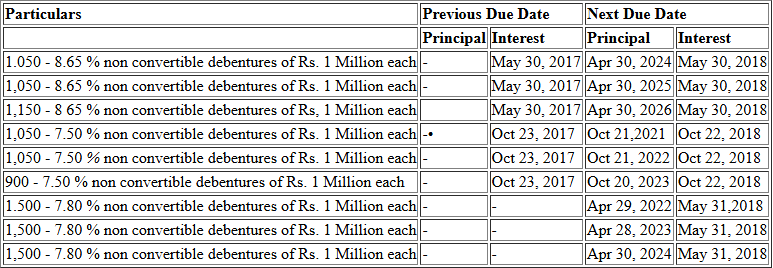 Particulars Previous Due Date Next Due Date
Principal Interest Principal Interest
1.050 - 8.65 % non convertible debentures of Rs. 1 Million each - May 30, 2017 Apr 30, 2024 May 30, 2018
1,050 - 8.65 % non convertible debentures of Rs. 1 Million each - May 30, 2017 Apr 30, 2025 May 30, 2018
1,150 - 8 65 % non convertible debentures of Rs, 1 Million each May 30, 2017 Apr 30, 2026 May 30, 2018
1,050 - 7.50 % non convertible debentures of Rs. 1 Million each -• Oct 23, 2017 Oct 21,2021 Oct 22, 2018
1,050 - 7.50 % non convertible debentures of Rs. 1 Million each - Oct 23, 2017 Oct 21, 2022 Oct 22, 2018
900 - 7.50 % non convertible debentures of Rs. 1 Million each - Oct 23, 2017 Oct 20, 2023 Oct 22, 2018
1.500 - 7.80 % non convertible debentures of Rs. 1 Million each - - Apr 29, 2022 May 31,2018
1,500 - 7.80 % non convertible debentures of Rs. 1 Million each - - Apr 28, 2023 May 31, 2018
1,500 - 7.80 % non convertible debentures of Rs. 1 Million each - - Apr 30, 2024 May 31, 2018